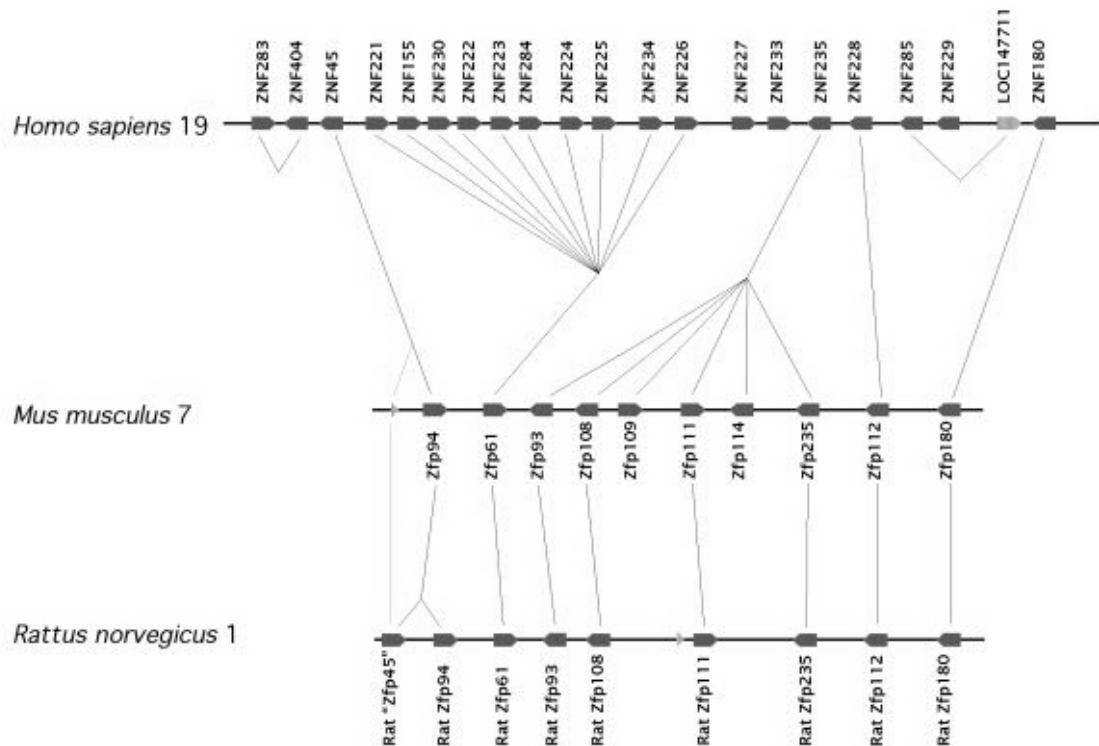 ZNF283
ZNF404
ZNF45
ZNF221
ZNF155
ZNF230
ZNF222
ZNF223
ZNF284
ZNF224
ZNF225
ZNF234
ZNF226
ZNF227
ZNF233
ZNF235
ZNF228
ZNF285
ZNF229
LOC147711
ZNF180
Homo sapiens 19
Mus musculus 7
Zfp94
Zfp61
Zfp93
Zfp108
Zfp109
Zfp111
Zfp114
Zfp235
Zfp112
Zfp180
Rattus norvegicus 1
Rat "Zfp45"
Rat Zfp94
Rat Zfp61
Rat Zfp93
Rat Zfp108
Rat Zfp111
Rat Zfp235
Rat Zfp112
Rat Zfp180